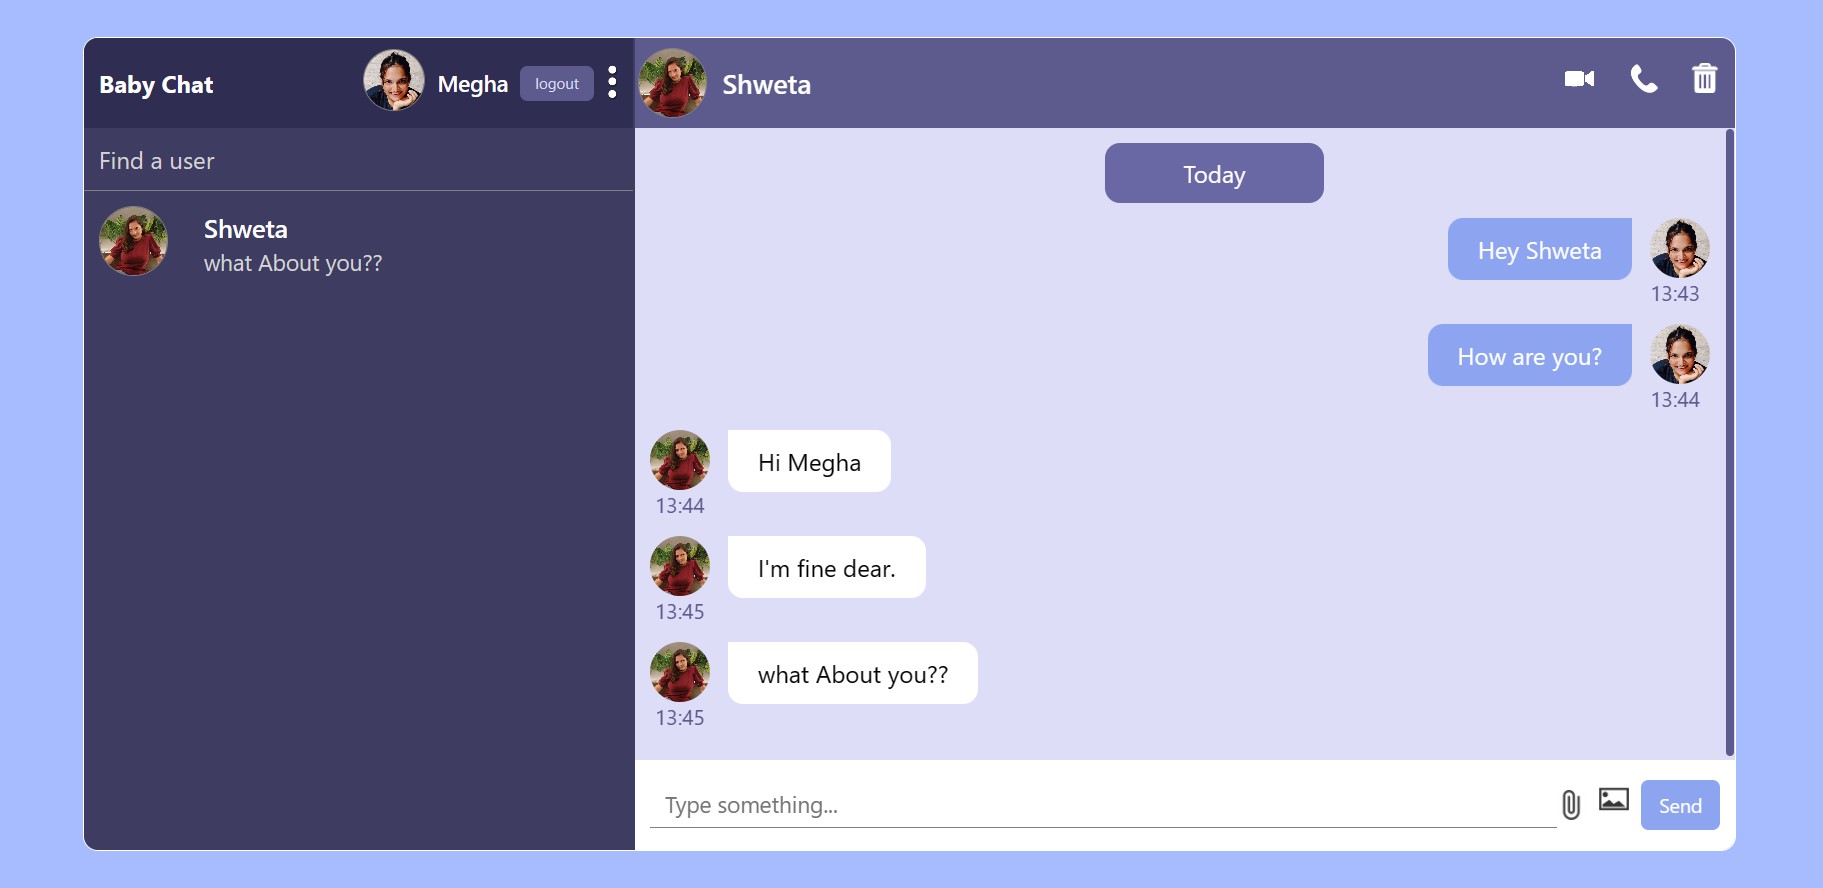 Baby Chat
Megha
logout
Find a user
Shweta
what About you??
Shweta
Today
Hey Shweta
13:43
How are you?
13:44
Hi Megha
13:44
I'm fine dear.
13:45
what About you??
13:45
Type something...
Send